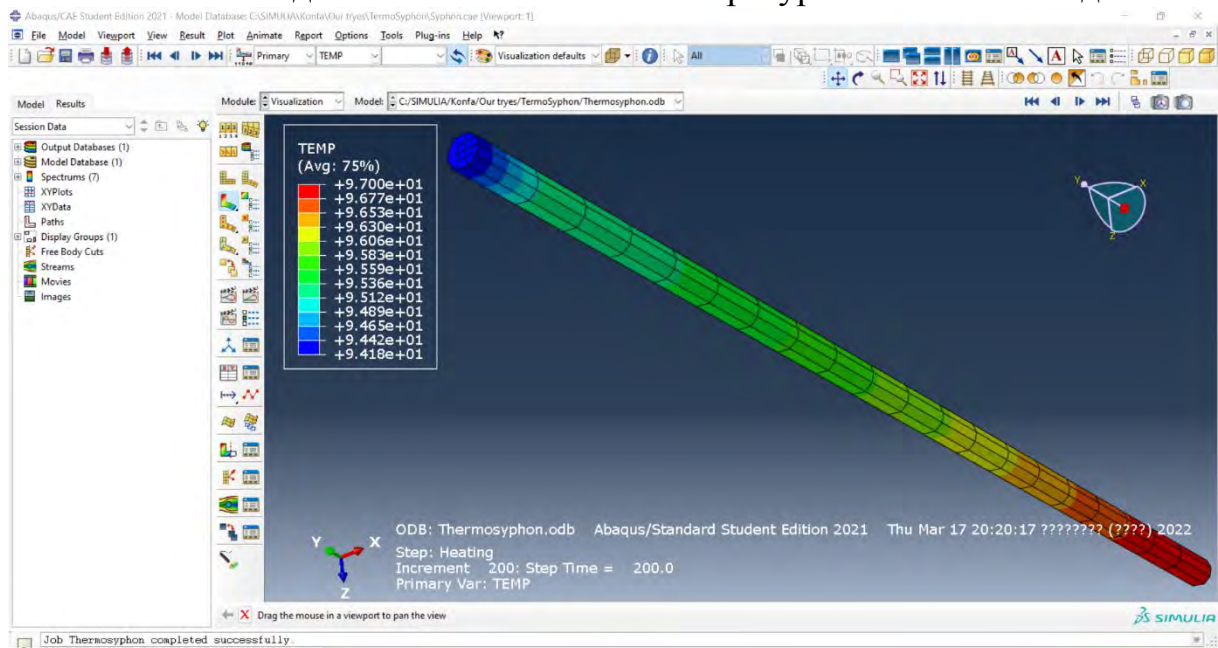 Abaqus/CAE Student Edition 2021 - Model Database: C:\SIMULIA\Konfa\Our tryes\TermoSyphon\Syphon.cae [Viewport: 1]
File Model Viewport View Result Plot Animate Report Options Tools Plug-ins Help
Primary TEMP Visualization defaults All
Model Results
Module: Visualization Model: C:/SIMULIA/Konfa/Our tryes/TermoSyphon/Thermosyphon.odb
Session Data
Output Databases (1)
Model Database (1)
Spectrums (7)
XYPlots
XYData
Paths
Display Groups (1)
Free Body Cuts
Streams
Movies
Images
TEMP
(Avg: 75%)
+9.700e+01
+9.677e+01
+9.653e+01
+9.630e+01
+9.606e+01
+9.583e+01
+9.559e+01
+9.536e+01
+9.512e+01
+9.489e+01
+9.465e+01
+9.442e+01
+9.418e+01
Y X
Z
Y X
Z
ODB: Thermosyphon.odb Abaqus/Standard Student Edition 2021 Thu Mar 17 20:20:17 ???????? (????) 2022
Step: Heating
Increment 200: Step Time = 200.0
Primary Var: TEMP
Drag the mouse in a viewport to pan the view
SIMULIA
Job Thermosyphon completed successfully.